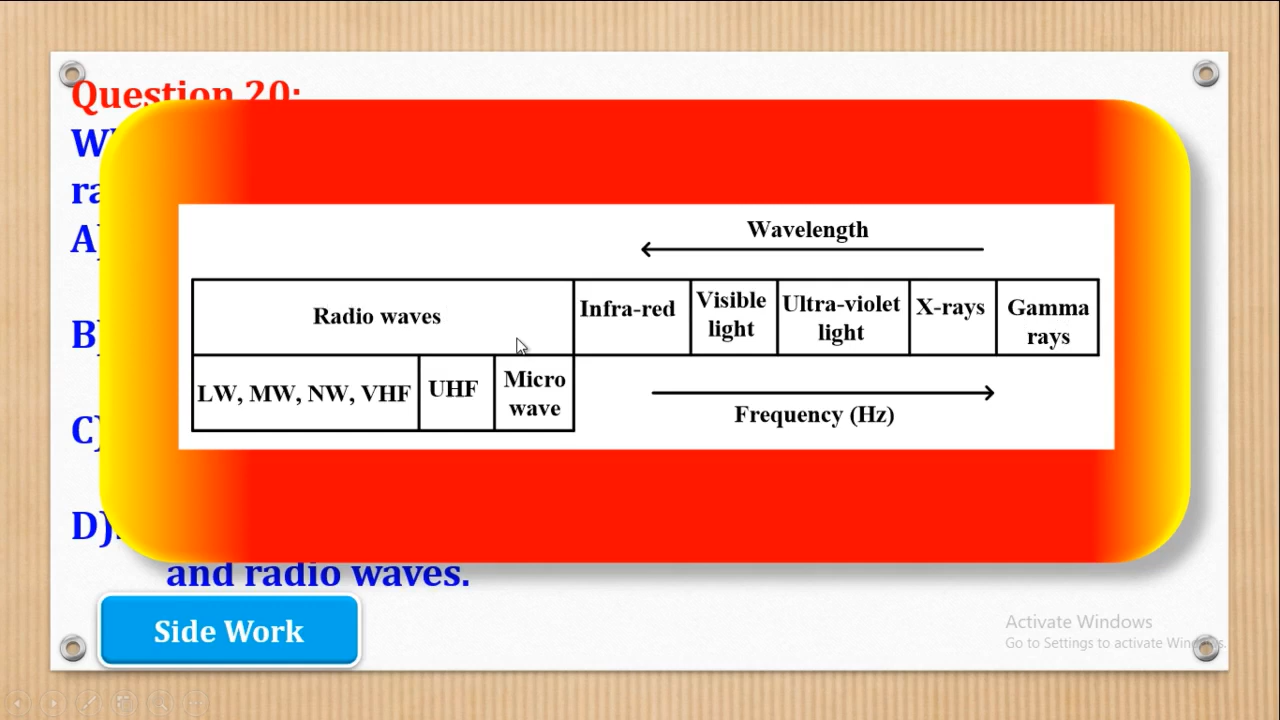 Question 20:
A)
B)
C)
D)
Wavelength
Radio waves
Infra-red
Visible
light
Ultra-violet
light
X-rays
Gamma
rays
LW, MW, NW, VHF
UHF
Micro
wave
Frequency (Hz)
and radio waves.
Side Work
Activate Windows
Go to Settings to activate Windows.